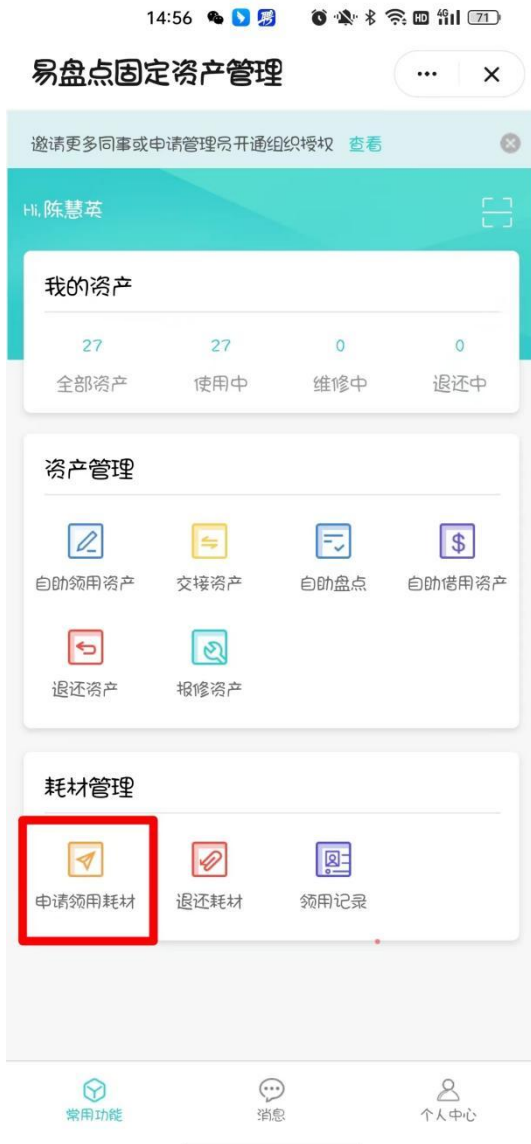 14:56 HD 4G 71
易盘点固定资产管理
邀请更多同事或申请管理员开通组织授权 查看
Hi,陈慧英
我的资产
27 27 0 0
全部资产 使用中 维修中 退还中
资产管理
自助领用资产 交接资产 自助盘点 自助借用资产
退还资产 报修资产
耗材管理
申请领用耗材 退还耗材 领用记录
常用功能 消息 个人中心